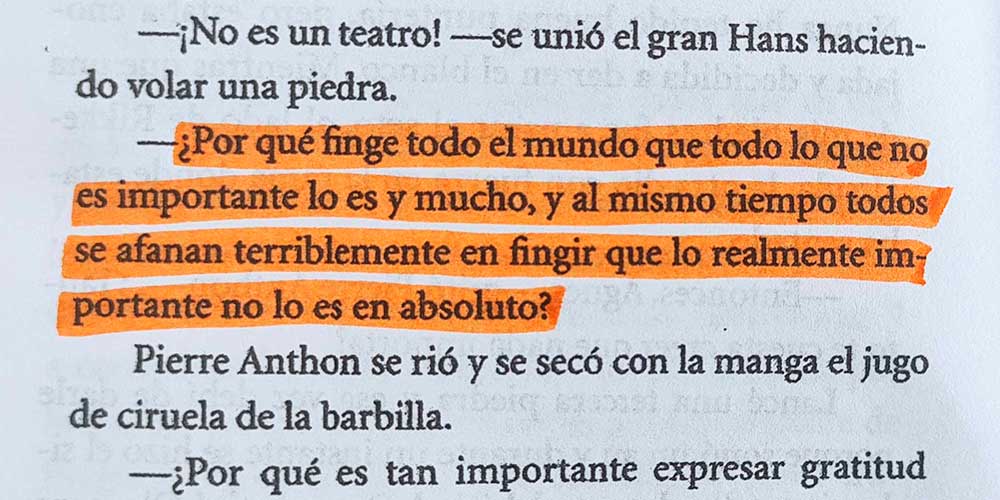 —¡No es un teatro! —se unió el gran Hans hacien-
do volar una piedra.
—¿Por qué finge todo el mundo que todo lo que no
es importante lo es y mucho, y al mismo tiempo todos
se afanan terriblemente en fingir que lo realmente im-
portante no lo es en absoluto?
Pierre Anthon se rió y se secó con la manga el jugo
de ciruela de la barbilla.
—¿Por qué es tan importante expresar gratitud